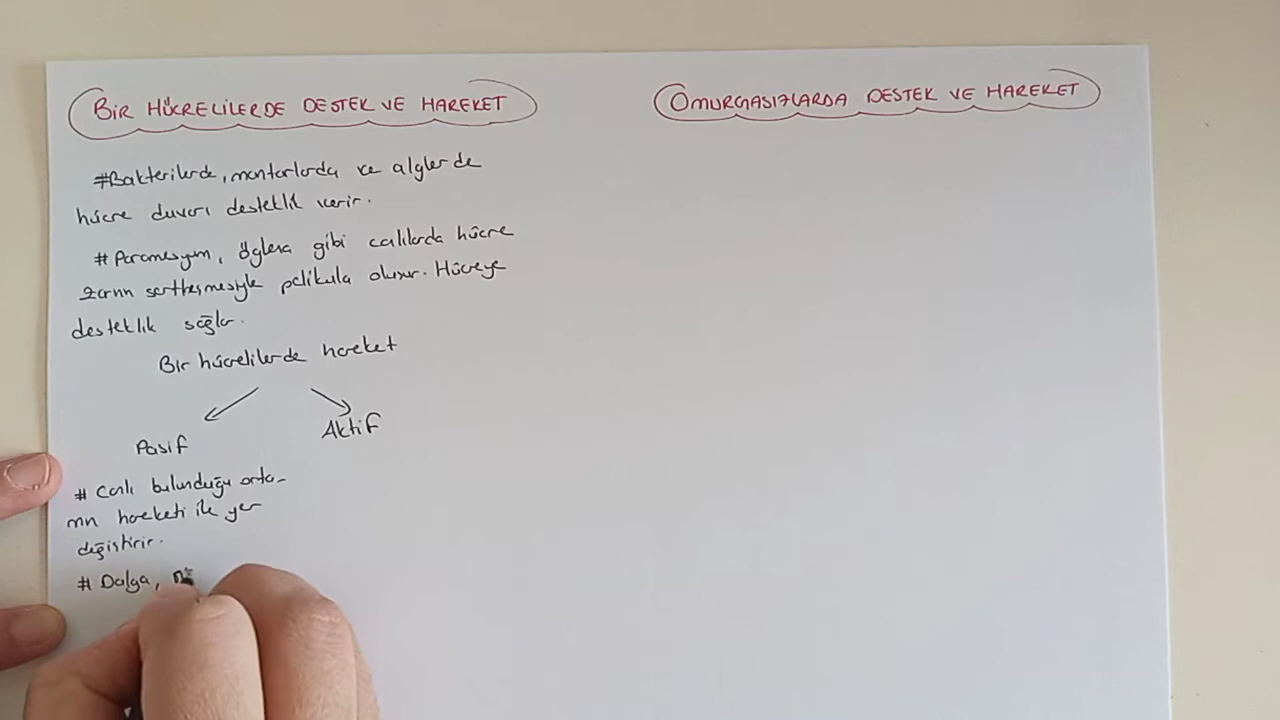 BİR HÜCRELİLERDE DESTEK VE HAREKET
#Bakterilerde, mantarlarda ve alglerde
hücre duvarı desteklik verir.
# Paramesyum, öglena gibi canlılarda hücre
zarının sertleşmesiyle pelikula oluşur. Hücreye
desteklik sağlar.
Bir hücrelilerde hareket
Pasif
Aktif
# Canlı bulunduğu orta-
mın hareketi ile yer
değiştirir.
# Dalga,
OMURGASIZLARDA DESTEK VE HAREKET